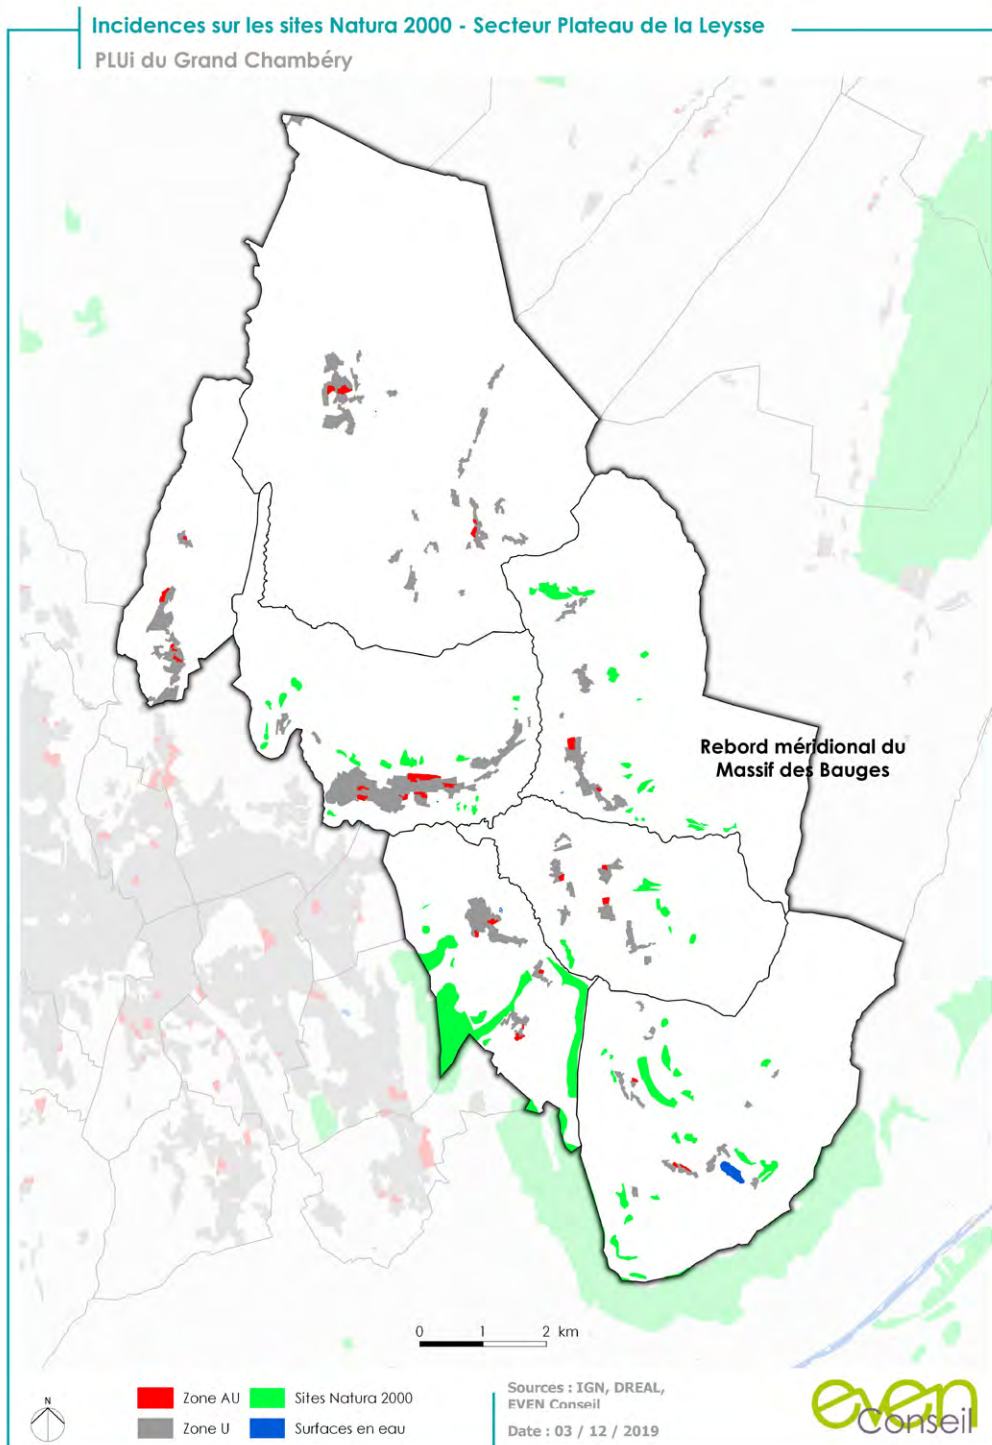 Incidences sur les sites Natura 2000 - Secteur Plateau de la Leysse
PLUi du Grand Chambéry
Rebord méridional du
Massif des Bauges
0 1 2 km
N
Zone AU
Sites Natura 2000
Zone U
Surfaces en eau
Sources : IGN, DREAL,
EVEN Conseil
Date : 03 / 12 / 2019
even
Conseil